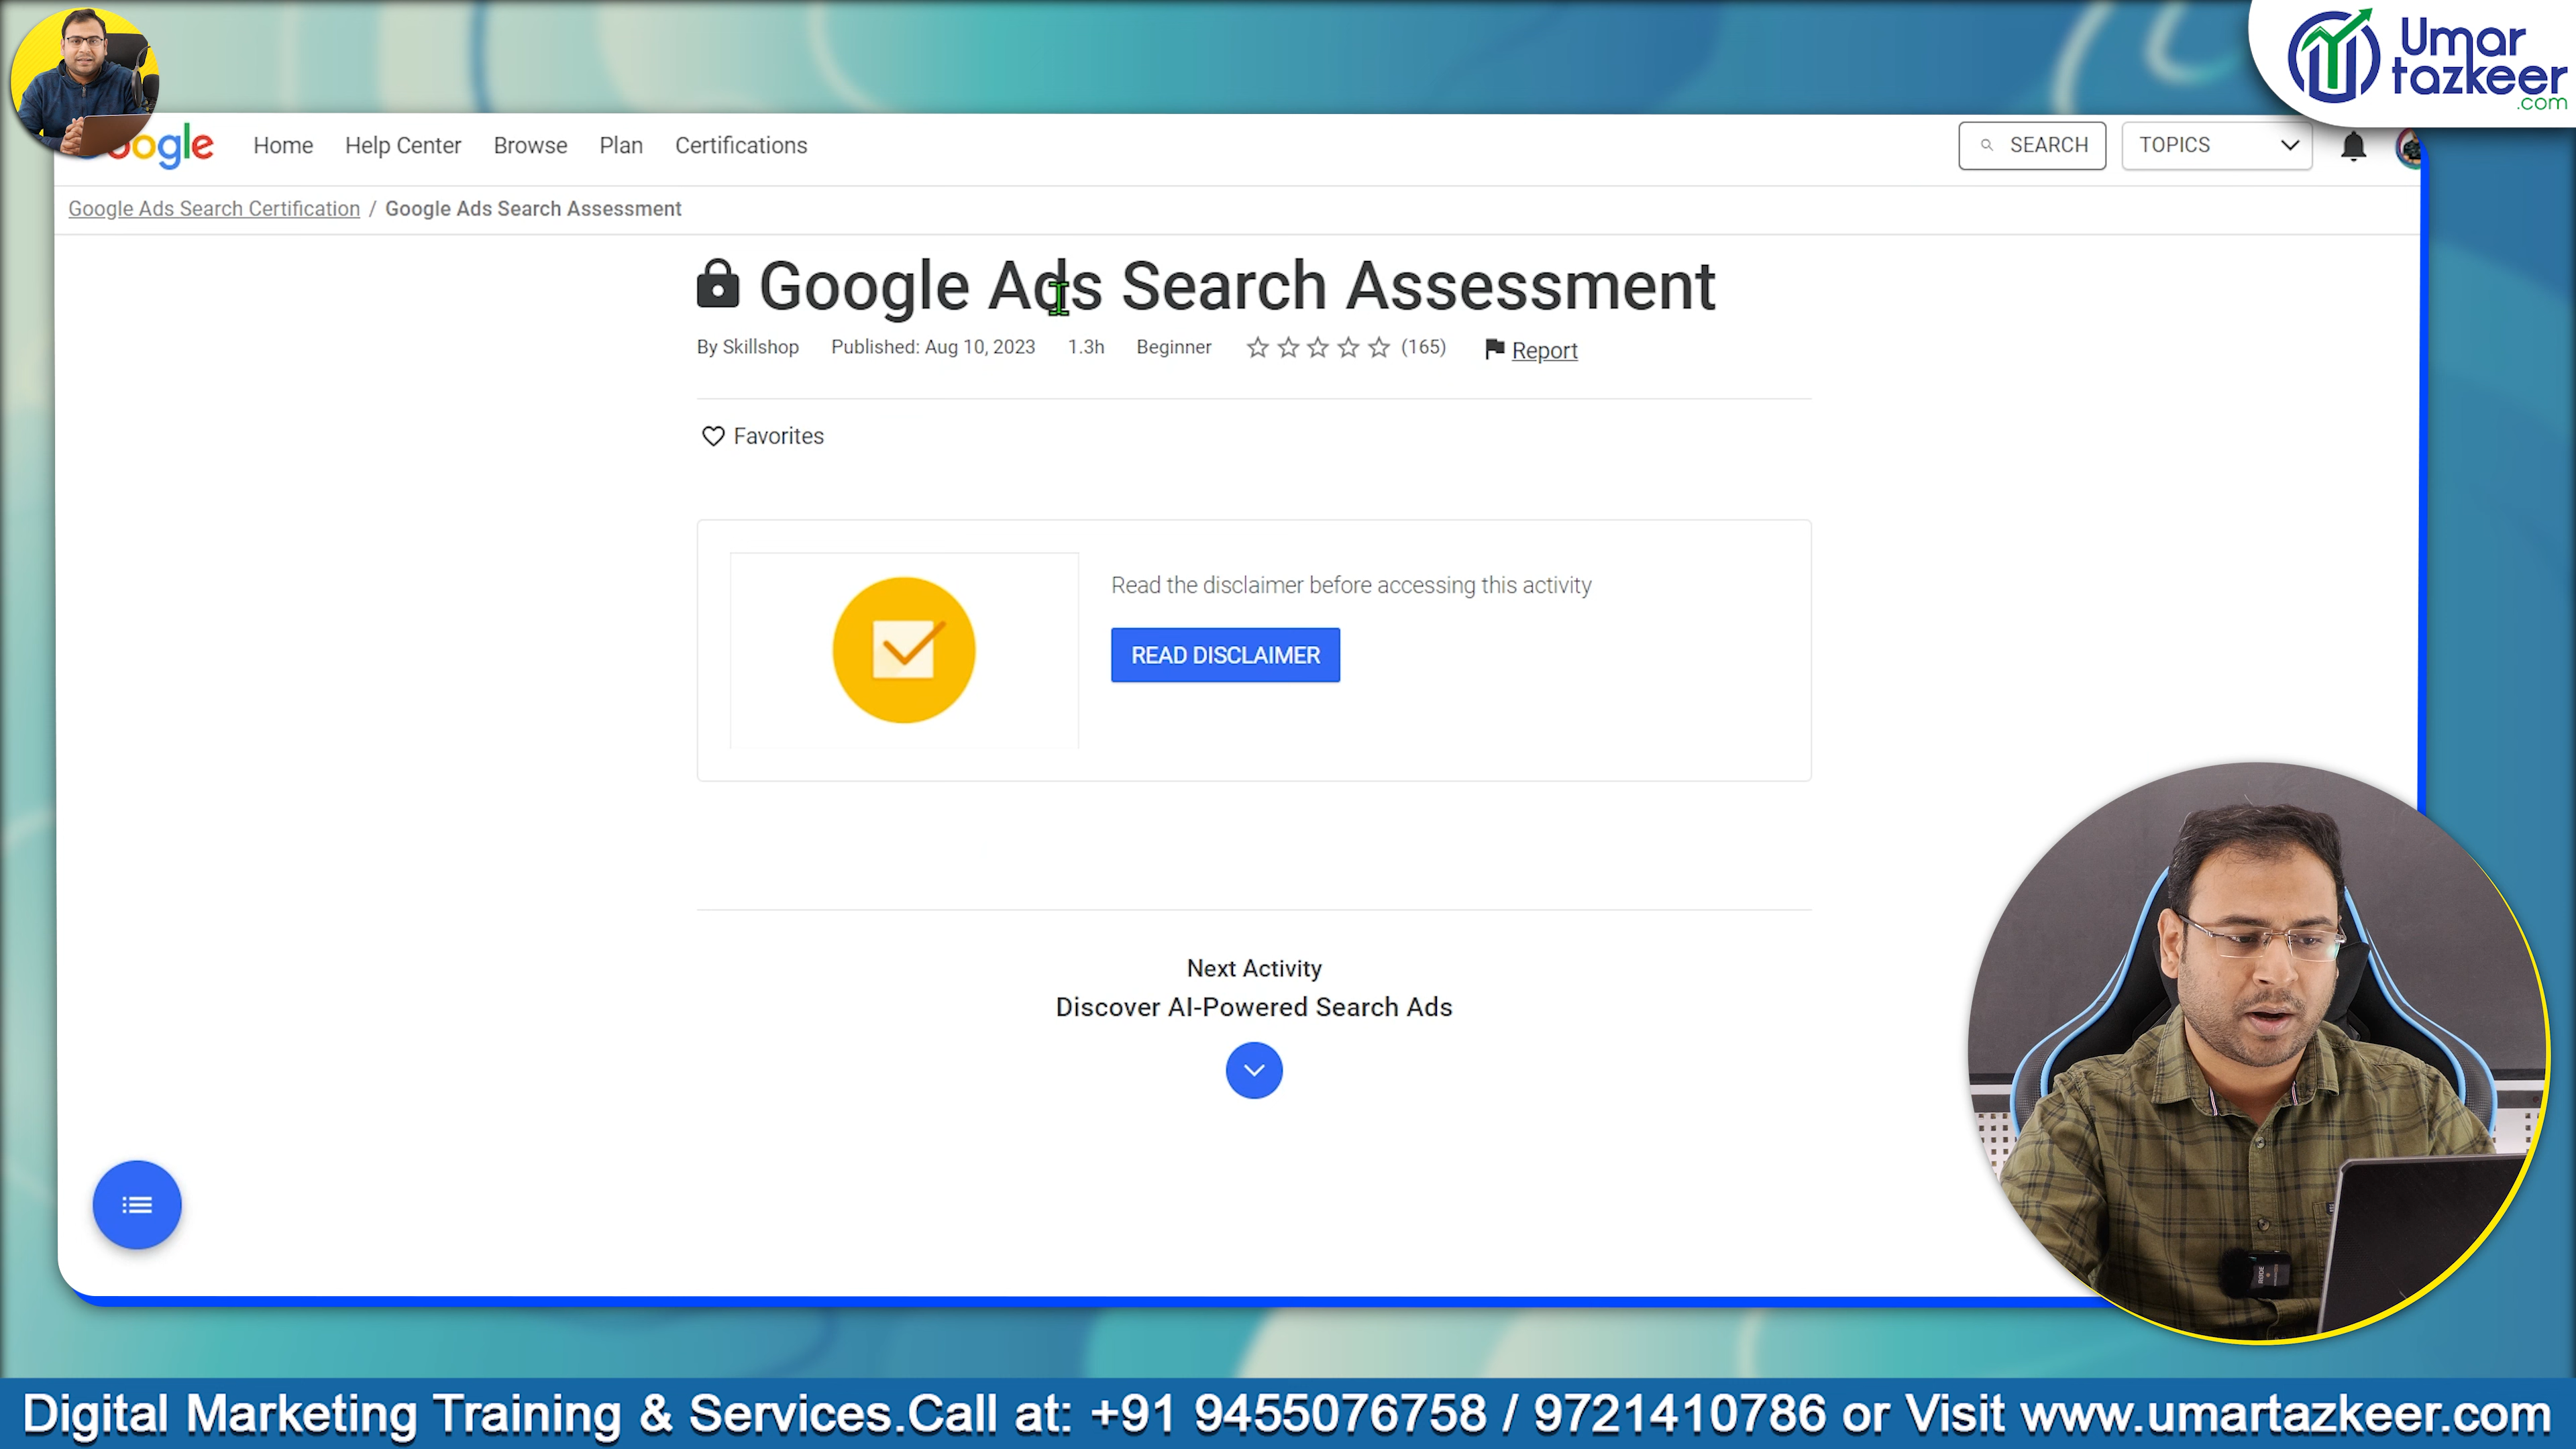 Umar
tazkeer
.com
Google
Home Help Center Browse Plan Certifications
SEARCH TOPICS
Google Ads Search Certification / Google Ads Search Assessment
Google Ads Search Assessment
By Skillshop Published: Aug 10, 2023 1.3h Beginner (165) Report
Favorites
Read the disclaimer before accessing this activity
READ DISCLAIMER
Next Activity
Discover AI-Powered Search Ads
Digital Marketing Training & Services.Call at: +91 9455076758 / 9721410786 or Visit www.umartazkeer.com